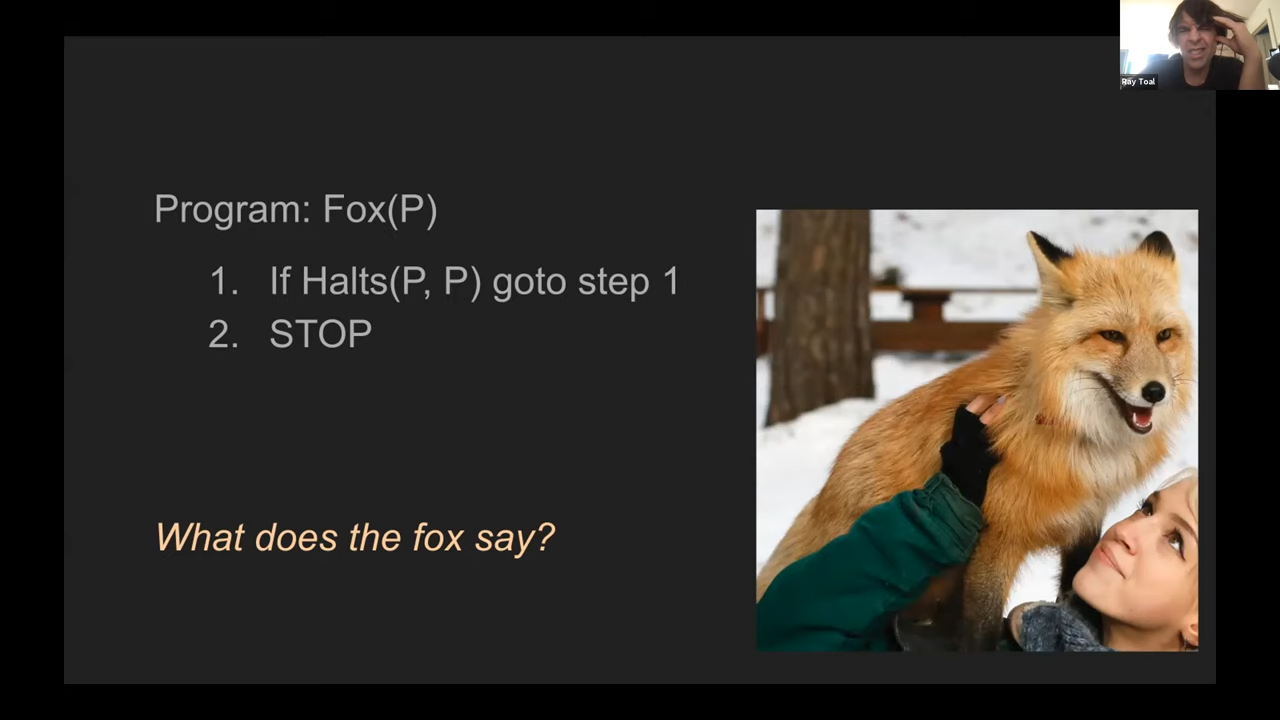 Ray Toal
Program: Fox(P)
1. If Halts(P, P) goto step 1
2. STOP
What does the fox say?